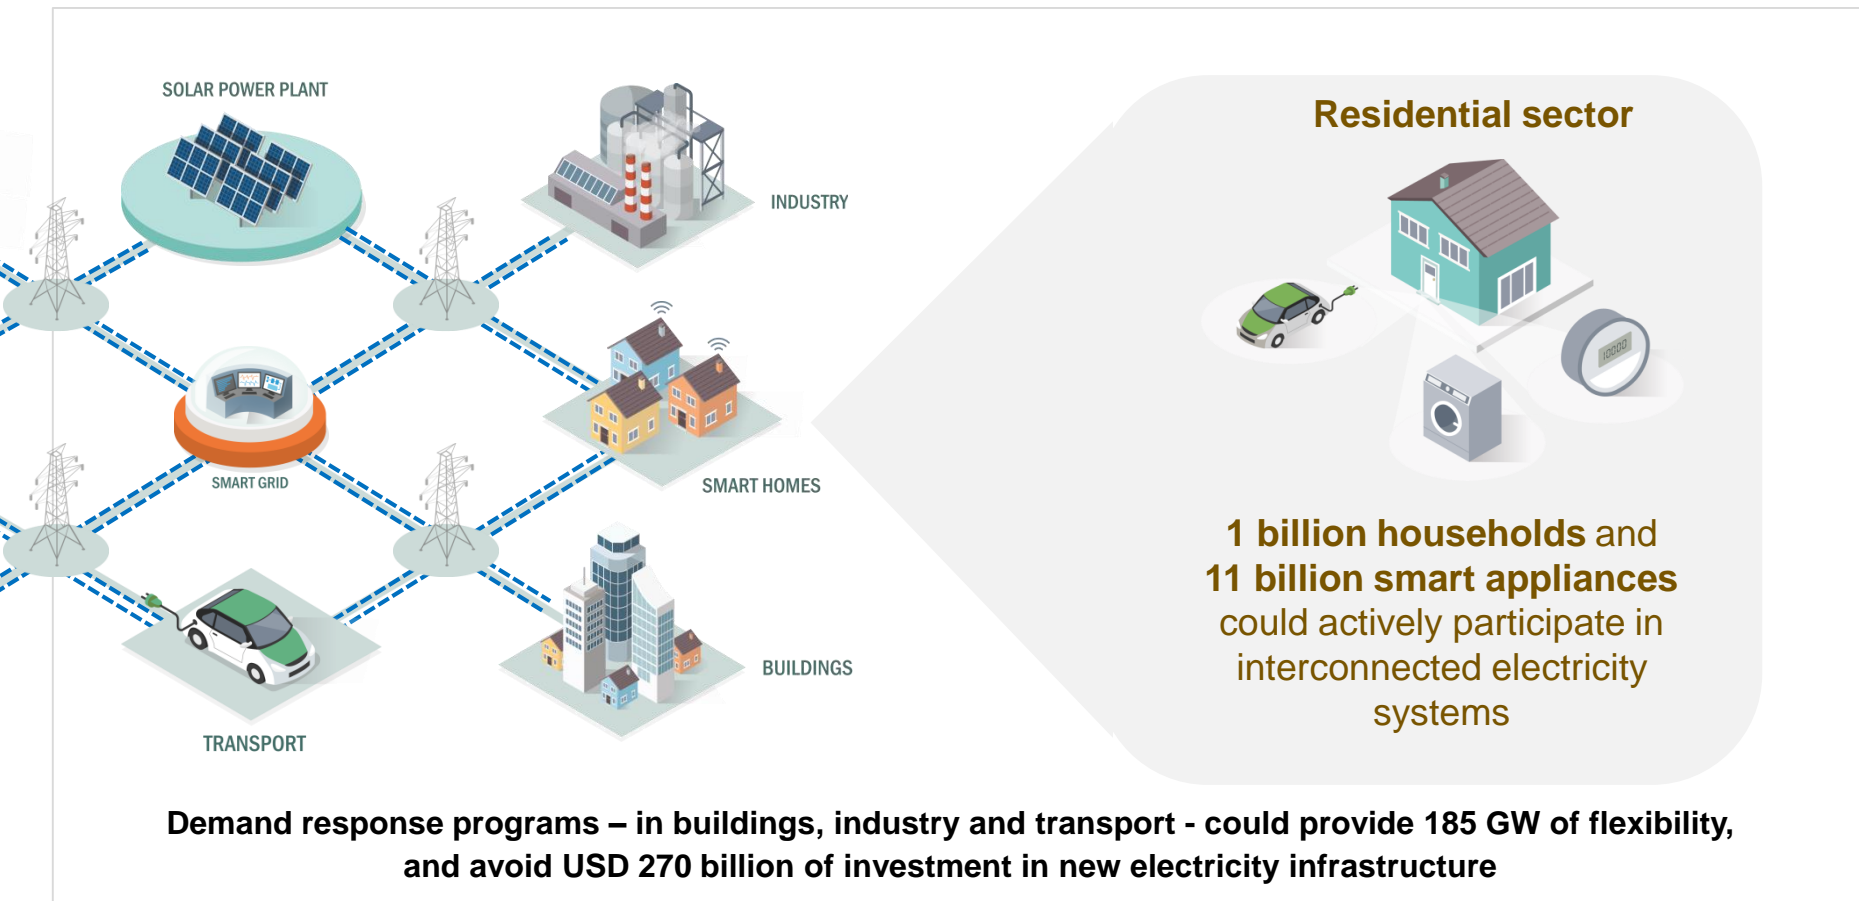 SOLAR POWER PLANT
INDUSTRY
SMART GRID
SMART HOMES
TRANSPORT
BUILDINGS
Residential sector
10000
1 billion households and
11 billion smart appliances
could actively participate in
interconnected electricity
systems
Demand response programs – in buildings, industry and transport - could provide 185 GW of flexibility,
and avoid USD 270 billion of investment in new electricity infrastructure